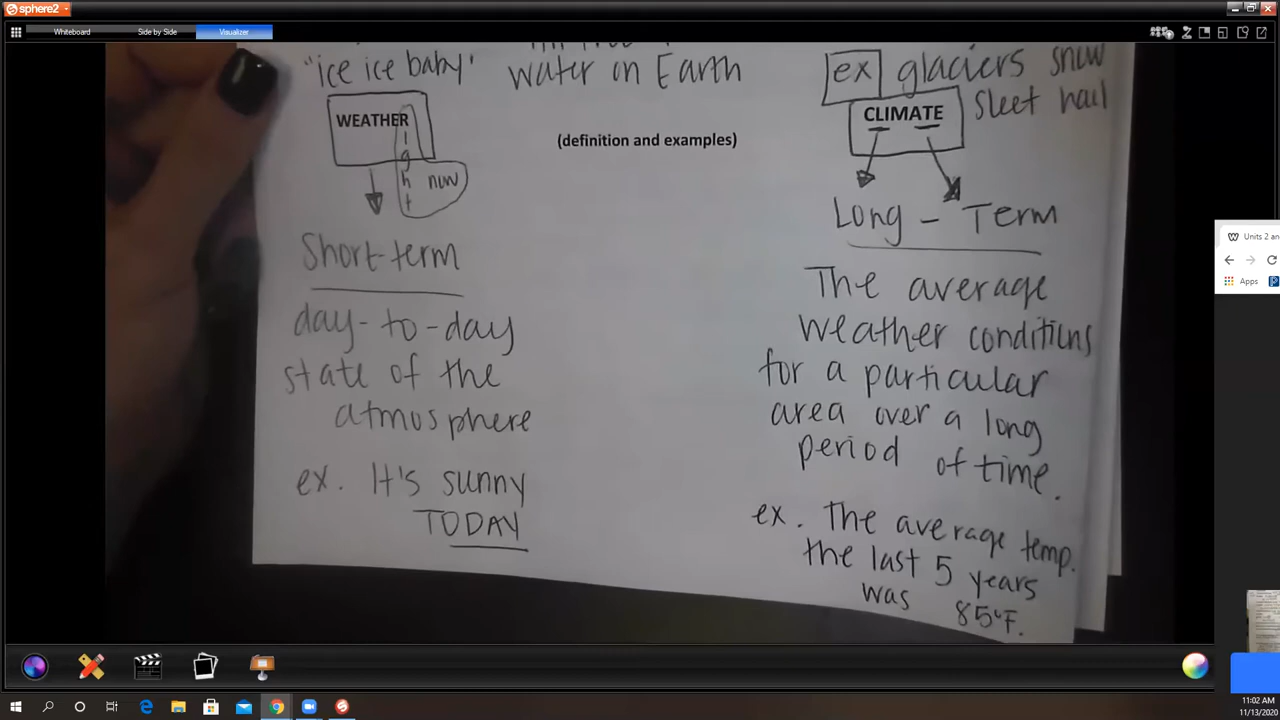 sphere2
Whiteboard
Side by Side
Visualizer
"ice ice baby"
water on Earth
ex glaciers snow
sleet hail
WEATHER
i
g
h
t
now
(definition and examples)
CLIMATE
Short-term
day-to-day
state of the
atmosphere
ex. It's sunny
TODAY
Long - Term
The average
weather conditions
for a particular
area over a long
period of time.
ex. The average temp.
the last 5 years
was 85°F.
Units 2 an
Apps
11:02 AM
11/13/2020